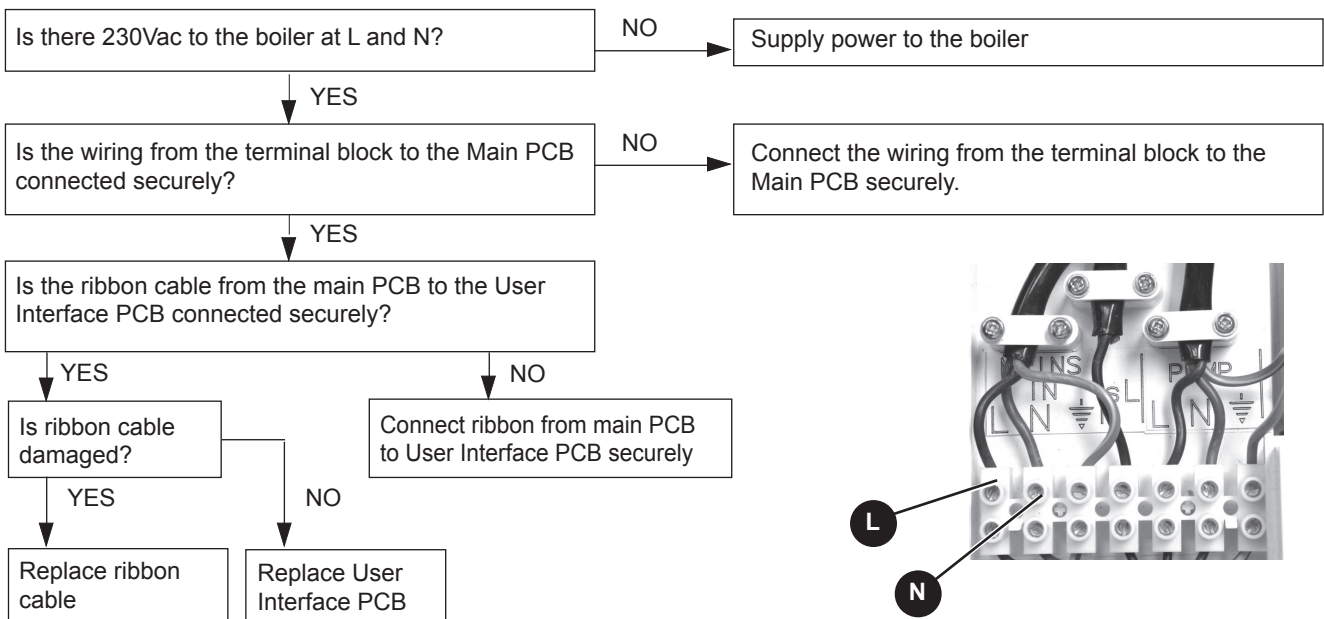 Is there 230Vac to the boiler at L and N?
NO
Supply power to the boiler
YES
Is the wiring from the terminal block to the Main PCB
connected securely?
NO
Connect the wiring from the terminal block to the
Main PCB securely.
YES
Is the ribbon cable from the main PCB to the User
Interface PCB connected securely?
YES
NO
Is ribbon cable
damaged?
Connect ribbon from main PCB
to User Interface PCB securely
YES
NO
Replace ribbon
cable
Replace User
Interface PCB
MAINS
IN
PUMP
L N
L N
L
N